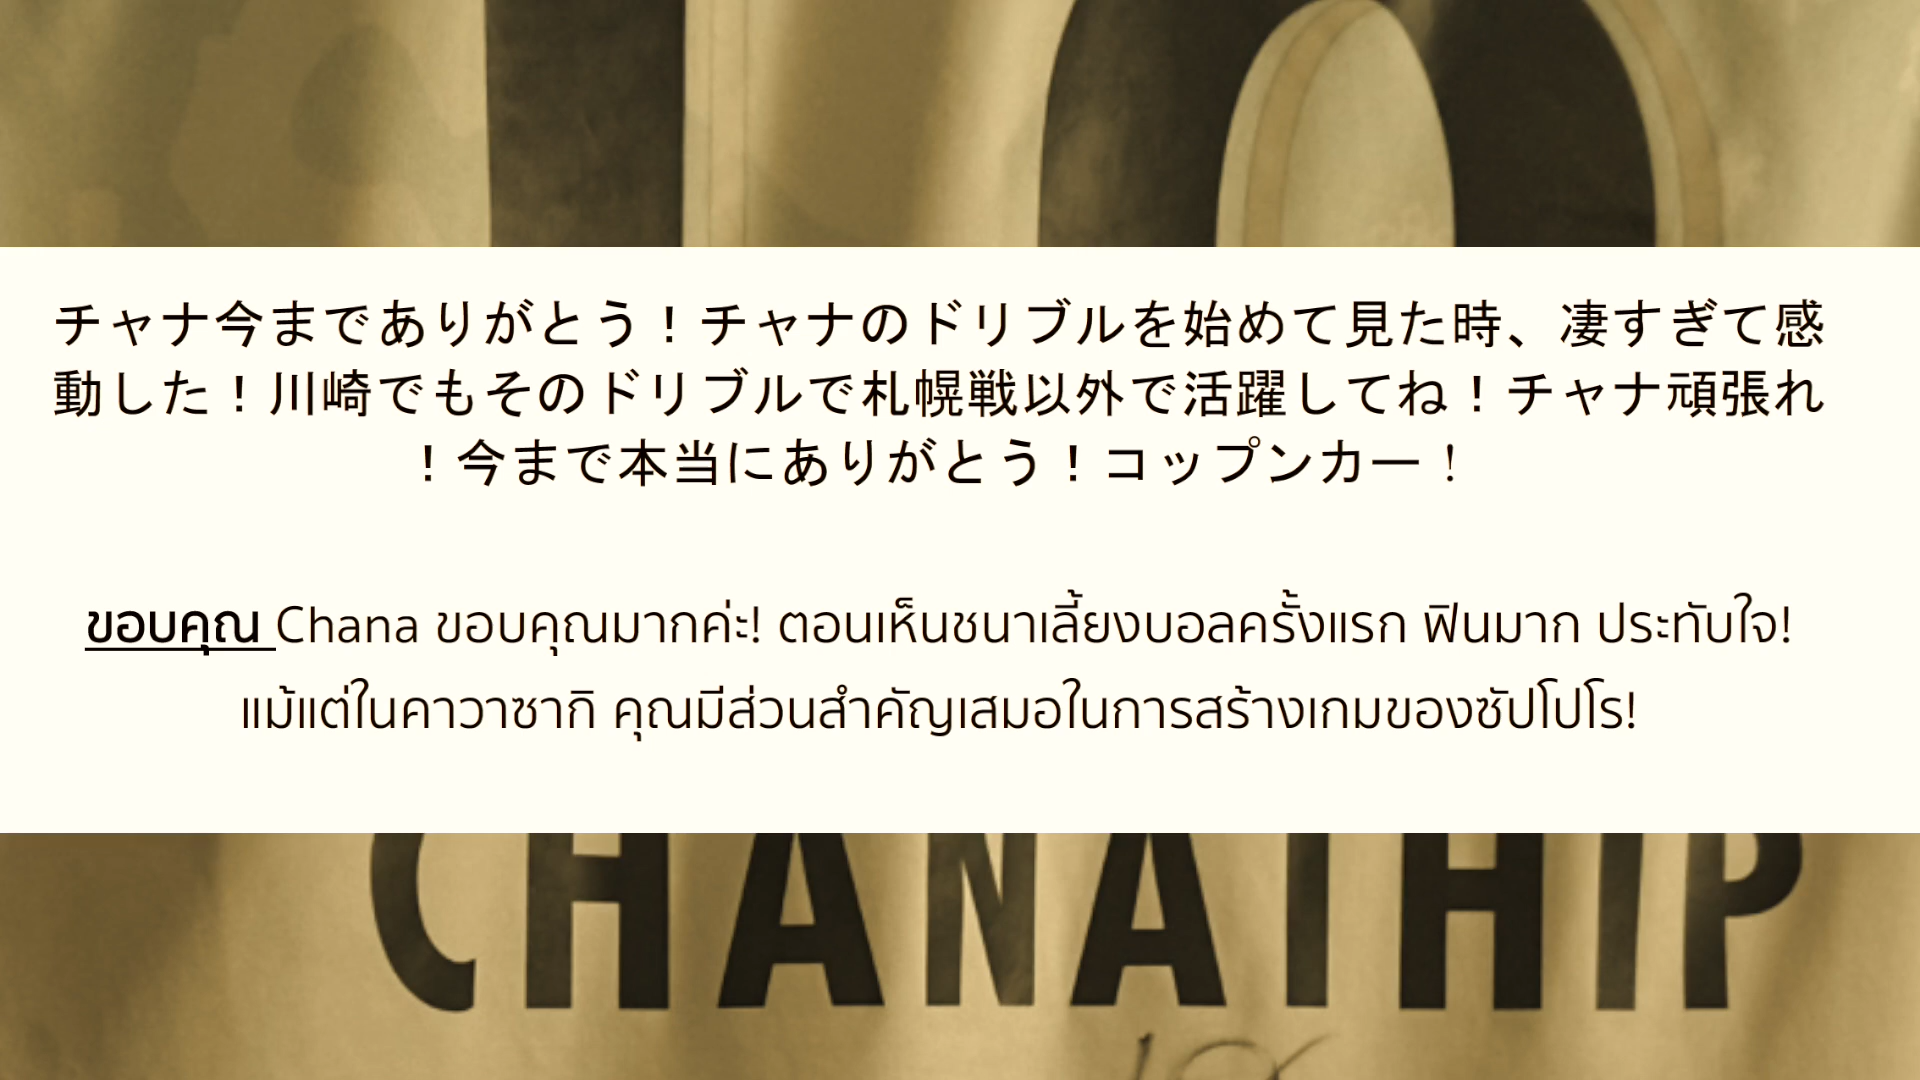 チャナ今までありがとう！チャナのドリブルを始めて見た時、凄すぎて感
動した！川崎でもそのドリブルで札幌戦以外で活躍してね！チャナ頑張れ
！今まで本当にありがとう！コップンカー！
ขอบคุณ Chana ขอบคุณมากค่ะ! ตอนเห็นชนาเลี้ยงบอลครั้งแรก ฟินมาก ประทับใจ!
แม้แต่ในคาวาซากิ คุณมีส่วนสำคัญเสมอในการสร้างเกมของซัปโปโร!
CHANATHIP
18